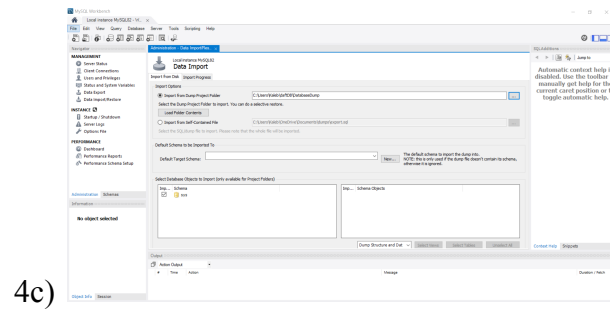 MySQL Workbench
Local instance MySQL82 - W... ×
File Edit View Query Database Server Tools Scripting Help
Navigator
MANAGEMENT
Server Status
Client Connections
Users and Privileges
Status and System Variables
Data Export
Data Import/Restore
INSTANCE
Startup / Shutdown
Server Logs
Options File
PERFORMANCE
Dashboard
Performance Reports
Performance Schema Setup
Administration Schemas
Information
No object selected
Object Info Session
Administration - Data Import/Res... ×
Local instance MySQL82
Data Import
Import from Disk Import Progress
Import Options
Import from Dump Project Folder
Select the Dump Project Folder to import. You can do a selective restore.
Load Folder Contents
Import from Self-Contained File
Select the SQL/dump file to import. Please note that the whole file will be imported.
Default Schema to be Imported To
Default Target Schema:
New...
The default schema to import the dump into.
NOTE: this is only used if the dump file doesn't contain its schema,
otherwise it is ignored.
Select Database Objects to Import (only available for Project Folders)
Imp... Schema
Imp... Schema Objects
Dump Structure and Dat
Select Views Select Tables Unselect All
Output
Action Output
# Time Action Message Duration / Fetch
SQLAdditions
Jump to
Automatic context help i
disabled. Use the toolbar
manually get help for the
current caret position or t
toggle automatic help.
Context Help Snippets
4c)